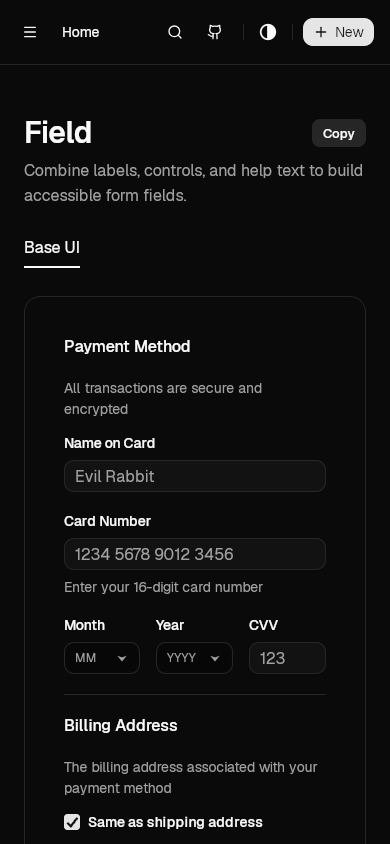 Home
New
Field
Copy
Combine labels, controls, and help text to build
accessible form fields.
Base UI
Payment Method
All transactions are secure and
encrypted
Name on Card
Evil Rabbit
Card Number
1234 5678 9012 3456
Enter your 16-digit card number
Month Year CVV
MM YYYY 123
Billing Address
The billing address associated with your
payment method
Same as shipping address